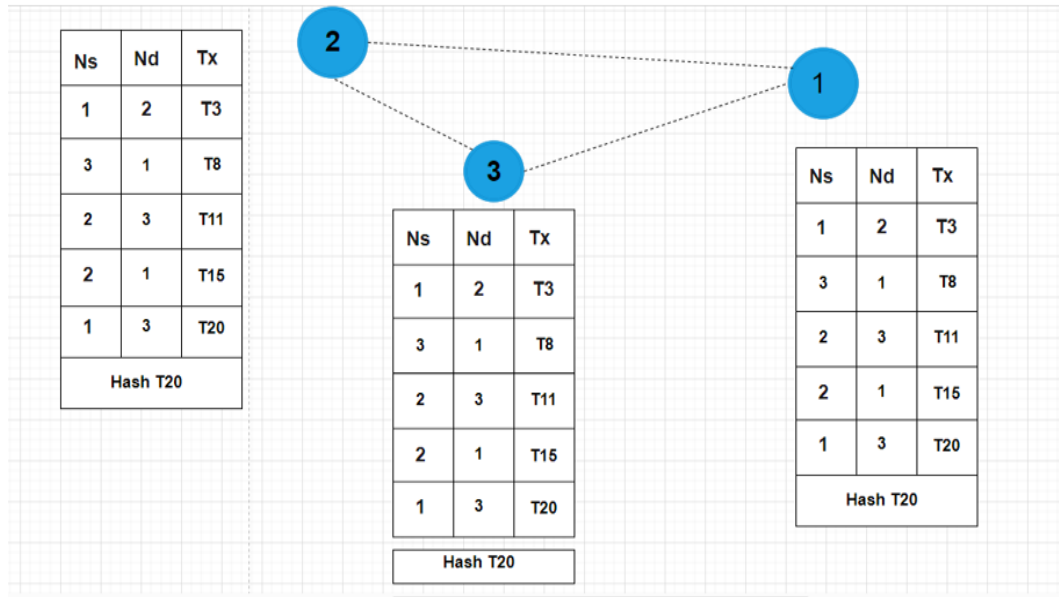 2
1
3
Ns Nd Tx
1 2 T3
3 1 T8
2 3 T11
2 1 T15
1 3 T20
Hash T20
Ns Nd Tx
1 2 T3
3 1 T8
2 3 T11
2 1 T15
1 3 T20
Hash T20
Ns Nd Tx
1 2 T3
3 1 T8
2 3 T11
2 1 T15
1 3 T20
Hash T20